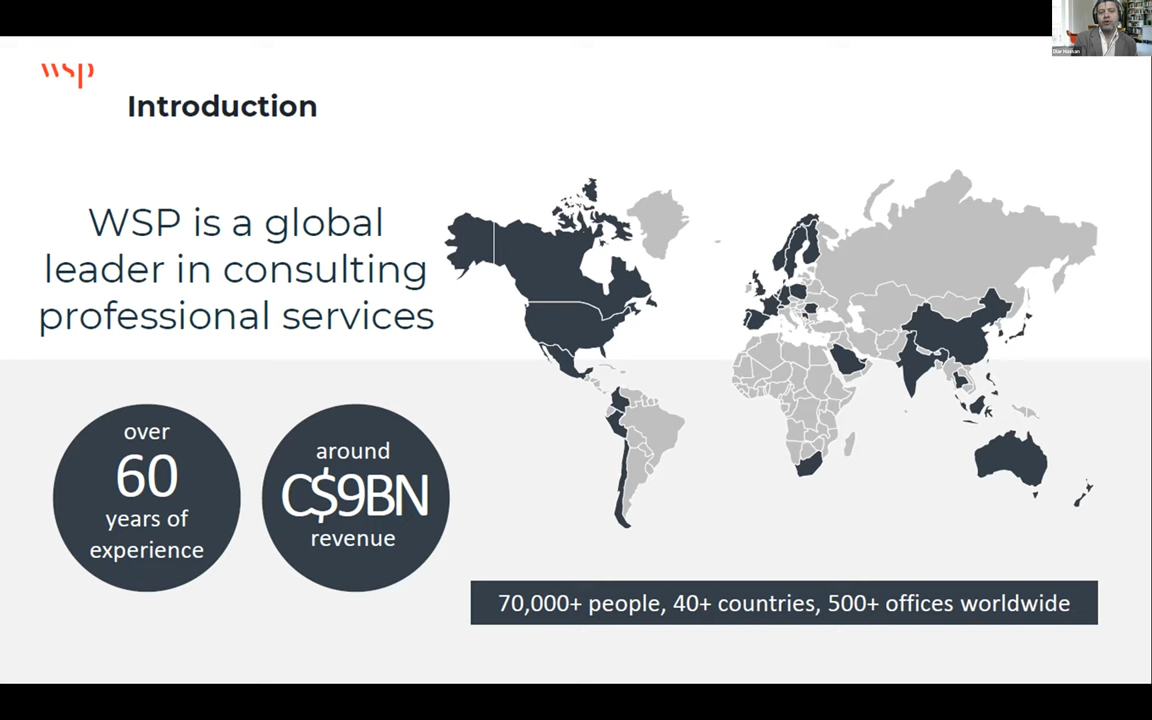 wsp
Introduction
WSP is a global
leader in consulting
professional services
over
60
years of
experience
around
C$9BN
revenue
70,000+ people, 40+ countries, 500+ offices worldwide